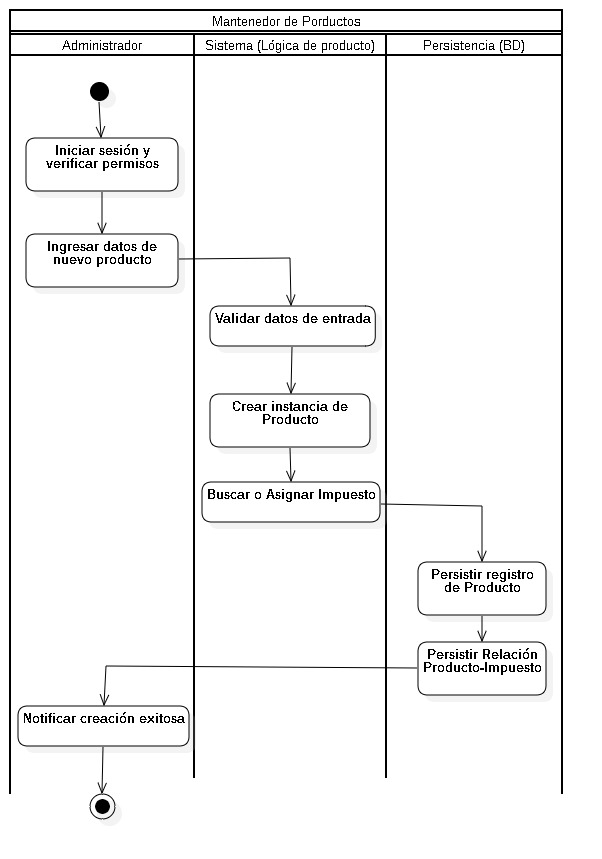 Mantenedor de Porductos
Administrador
Sistema (Lógica de producto)
Persistencia (BD)
Iniciar sesión y
verificar permisos
Ingresar datos de
nuevo producto
Validar datos de entrada
Crear instancia de
Producto
Buscar o Asignar Impuesto
Persistir registro
de Producto
Persistir Relación
Producto-Impuesto
Notificar creación exitosa